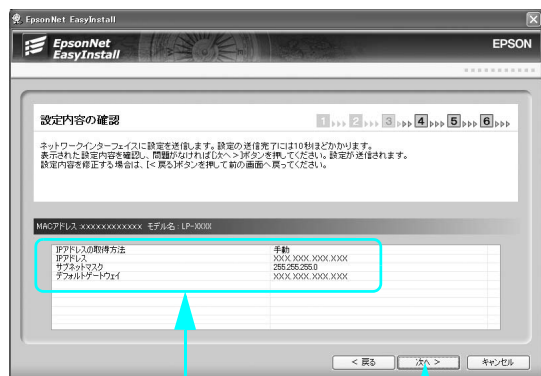 EpsonNet EasyInstall
EpsonNet
EasyInstall
EPSON
設定内容の確認
1 2 3 4 5 6
ネットワークインターフェイスに設定を送信します。設定の送信完了には10秒ほどかかります。
表示された設定内容を確認し、問題がなければ[次へ >]ボタンを押してください。設定が送信されます。
設定内容を修正する場合は、[< 戻る]ボタンを押して前の画面へ戻ってください。
MACアドレス :xxxxxxxxxxxx モデル名 : LP-XXXX
IPアドレスの取得方法 手動
IPアドレス XXX.XXX.XXX.XXX
サブネットマスク 255.255.255.0
デフォルトゲートウェイ XXX.XXX.XXX.XXX
< 戻る 次へ > キャンセル